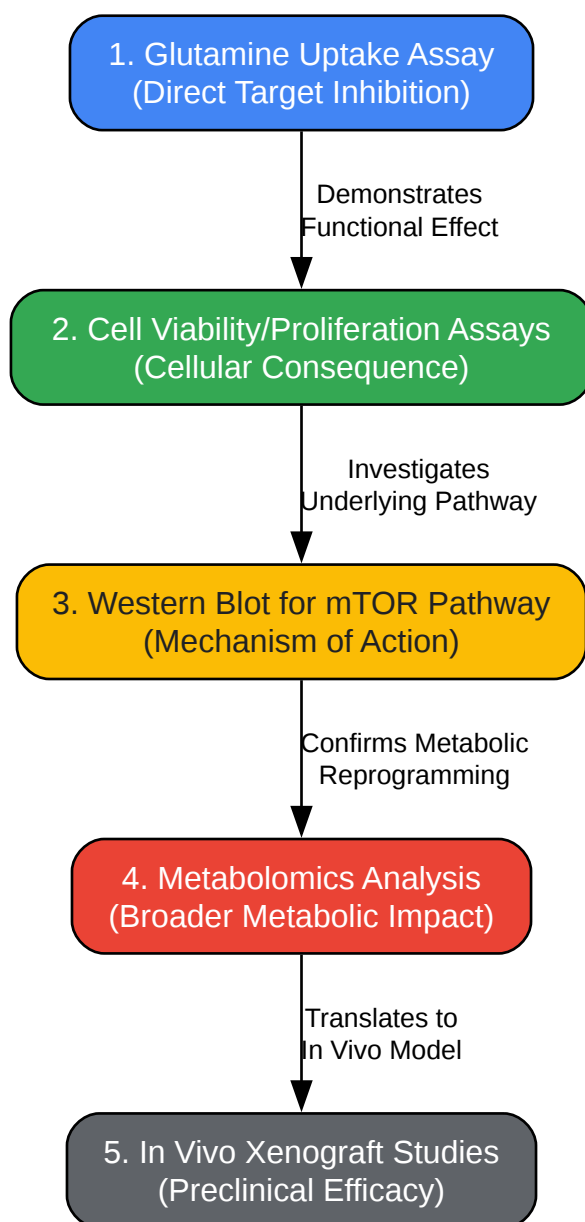 1. Glutamine Uptake Assay
(Direct Target Inhibition)
Demonstrates
Functional Effect
2. Cell Viability/Proliferation Assays
(Cellular Consequence)
Investigates
Underlying Pathway
3. Western Blot for mTOR Pathway
(Mechanism of Action)
Confirms Metabolic
Reprogramming
4. Metabolomics Analysis
(Broader Metabolic Impact)
Translates to
In Vivo Model
5. In Vivo Xenograft Studies
(Preclinical Efficacy)